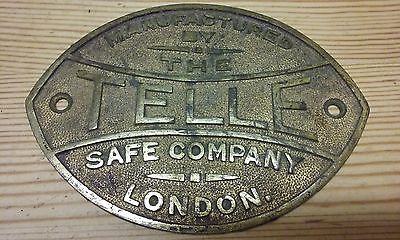 MANUFACTURED
BY
THE
TELLE
SAFE COMPANY
LONDON.